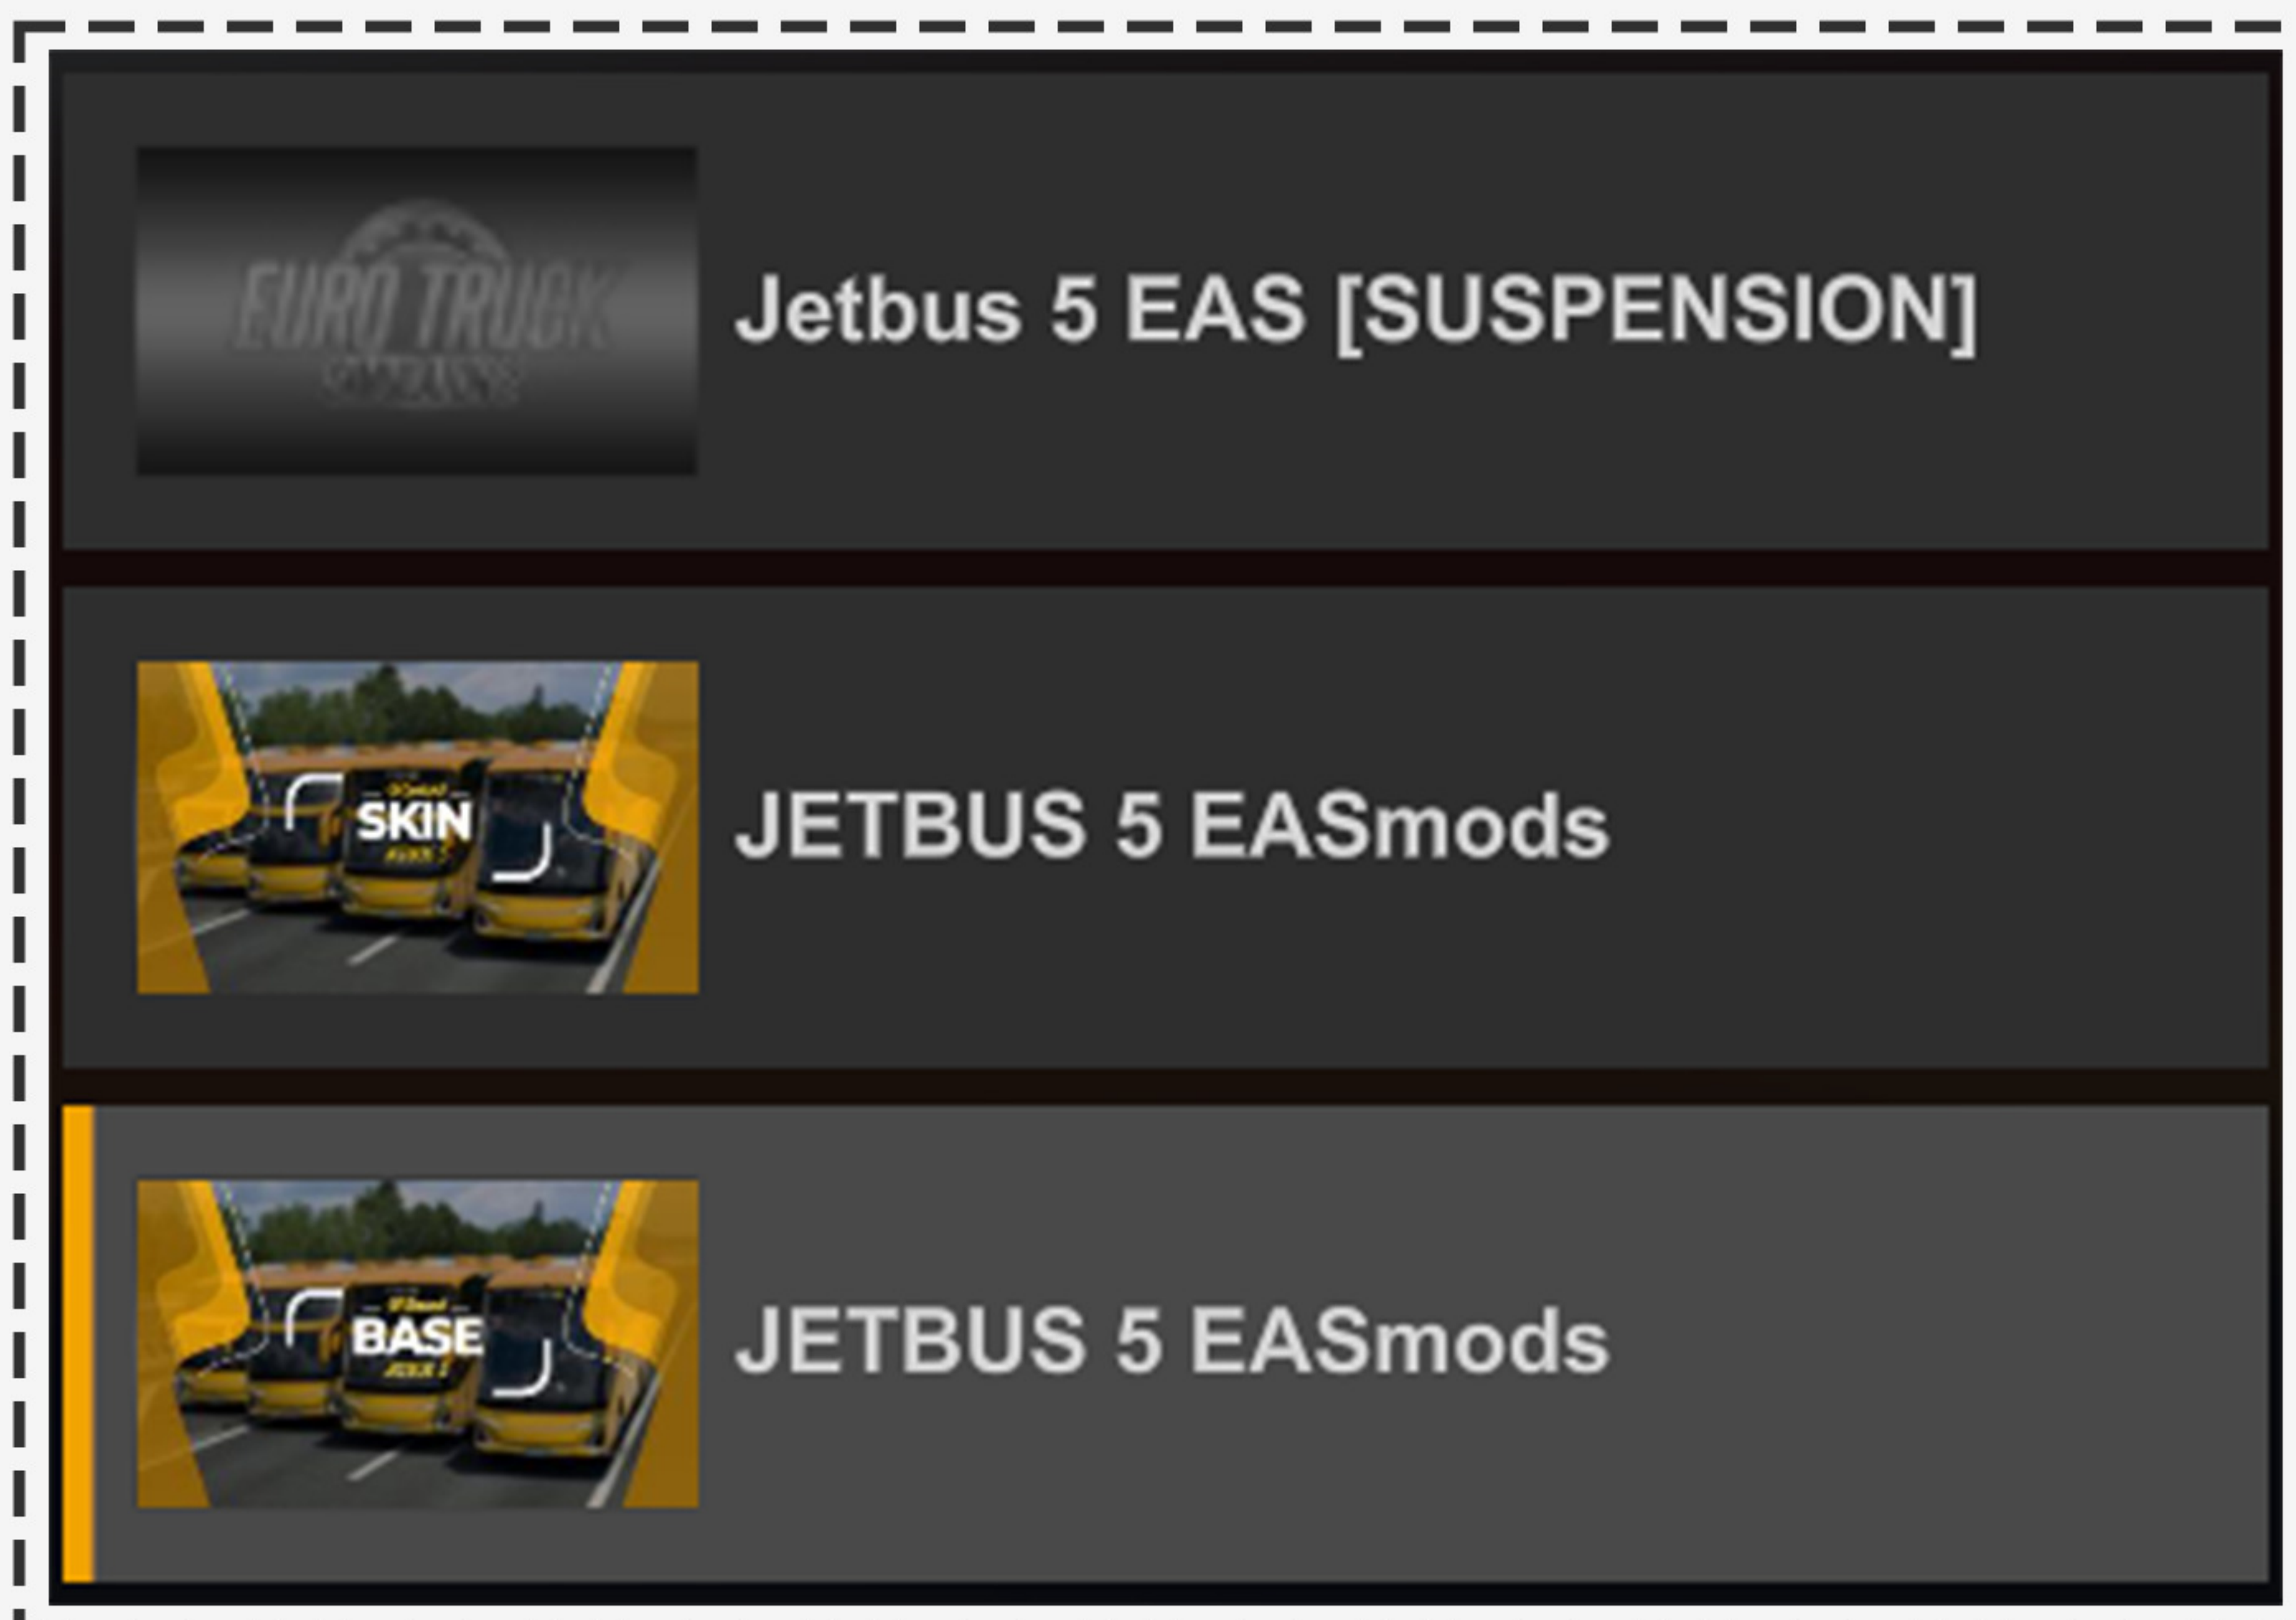 EURO TRUCK
Jetbus 5 EAS [SUSPENSION]
SKIN
JETBUS 5 EASmods
BASE
JETBUS 5 EASmods